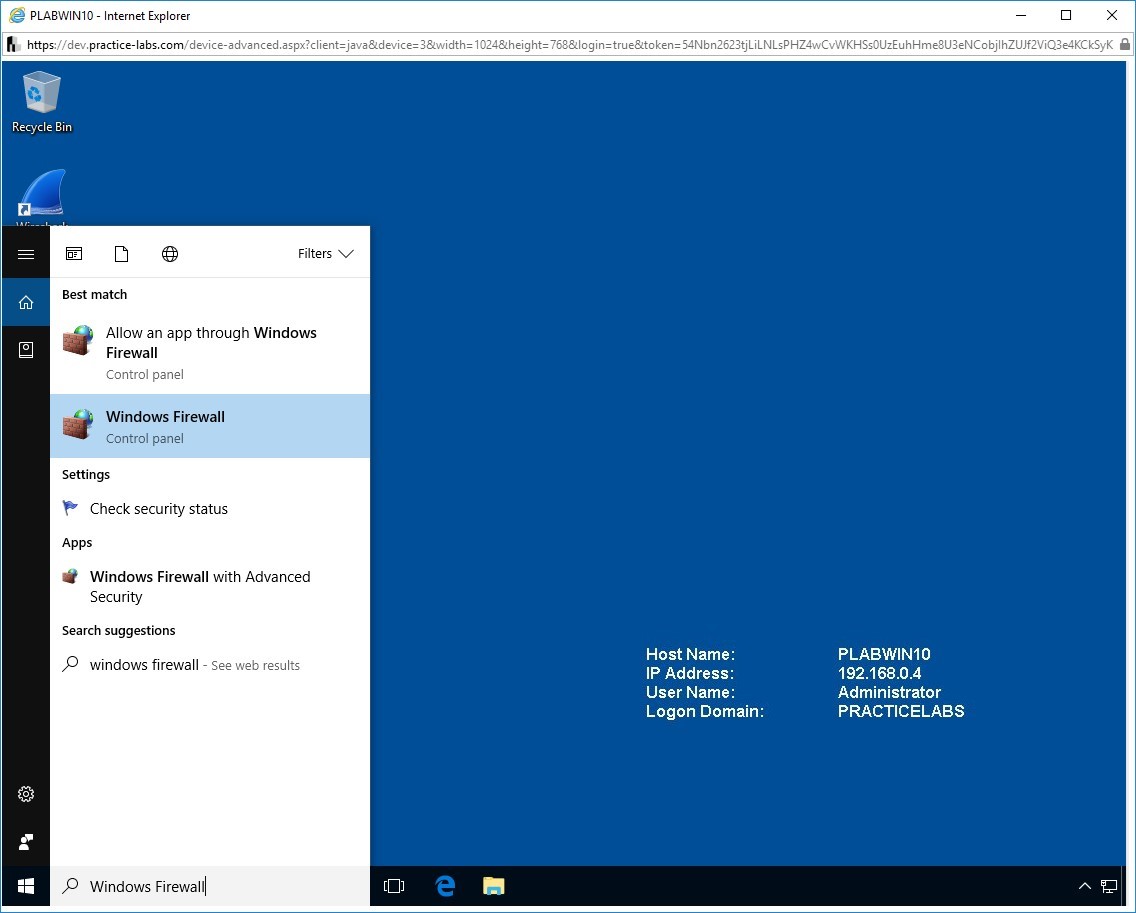 PLABWIN10 - Internet Explorer
https://dev.practice-labs.com/device-advanced.aspx?client=java&device=3&width=1024&height=768&login=true&token=54Nbn2623tjLiLNLsPHZ4wCvWKHSs0UzEuhHme8U3eNCobjlhZUJf2ViQ3e4KCkSyK
Recycle Bin
Filters
Best match
Allow an app through Windows
Firewall
Control panel
Windows Firewall
Control panel
Settings
Check security status
Apps
Windows Firewall with Advanced
Security
Search suggestions
windows firewall - See web results
Host Name: PLABWIN10
IP Address: 192.168.0.4
User Name: Administrator
Logon Domain: PRACTICELABS
Windows Firewall